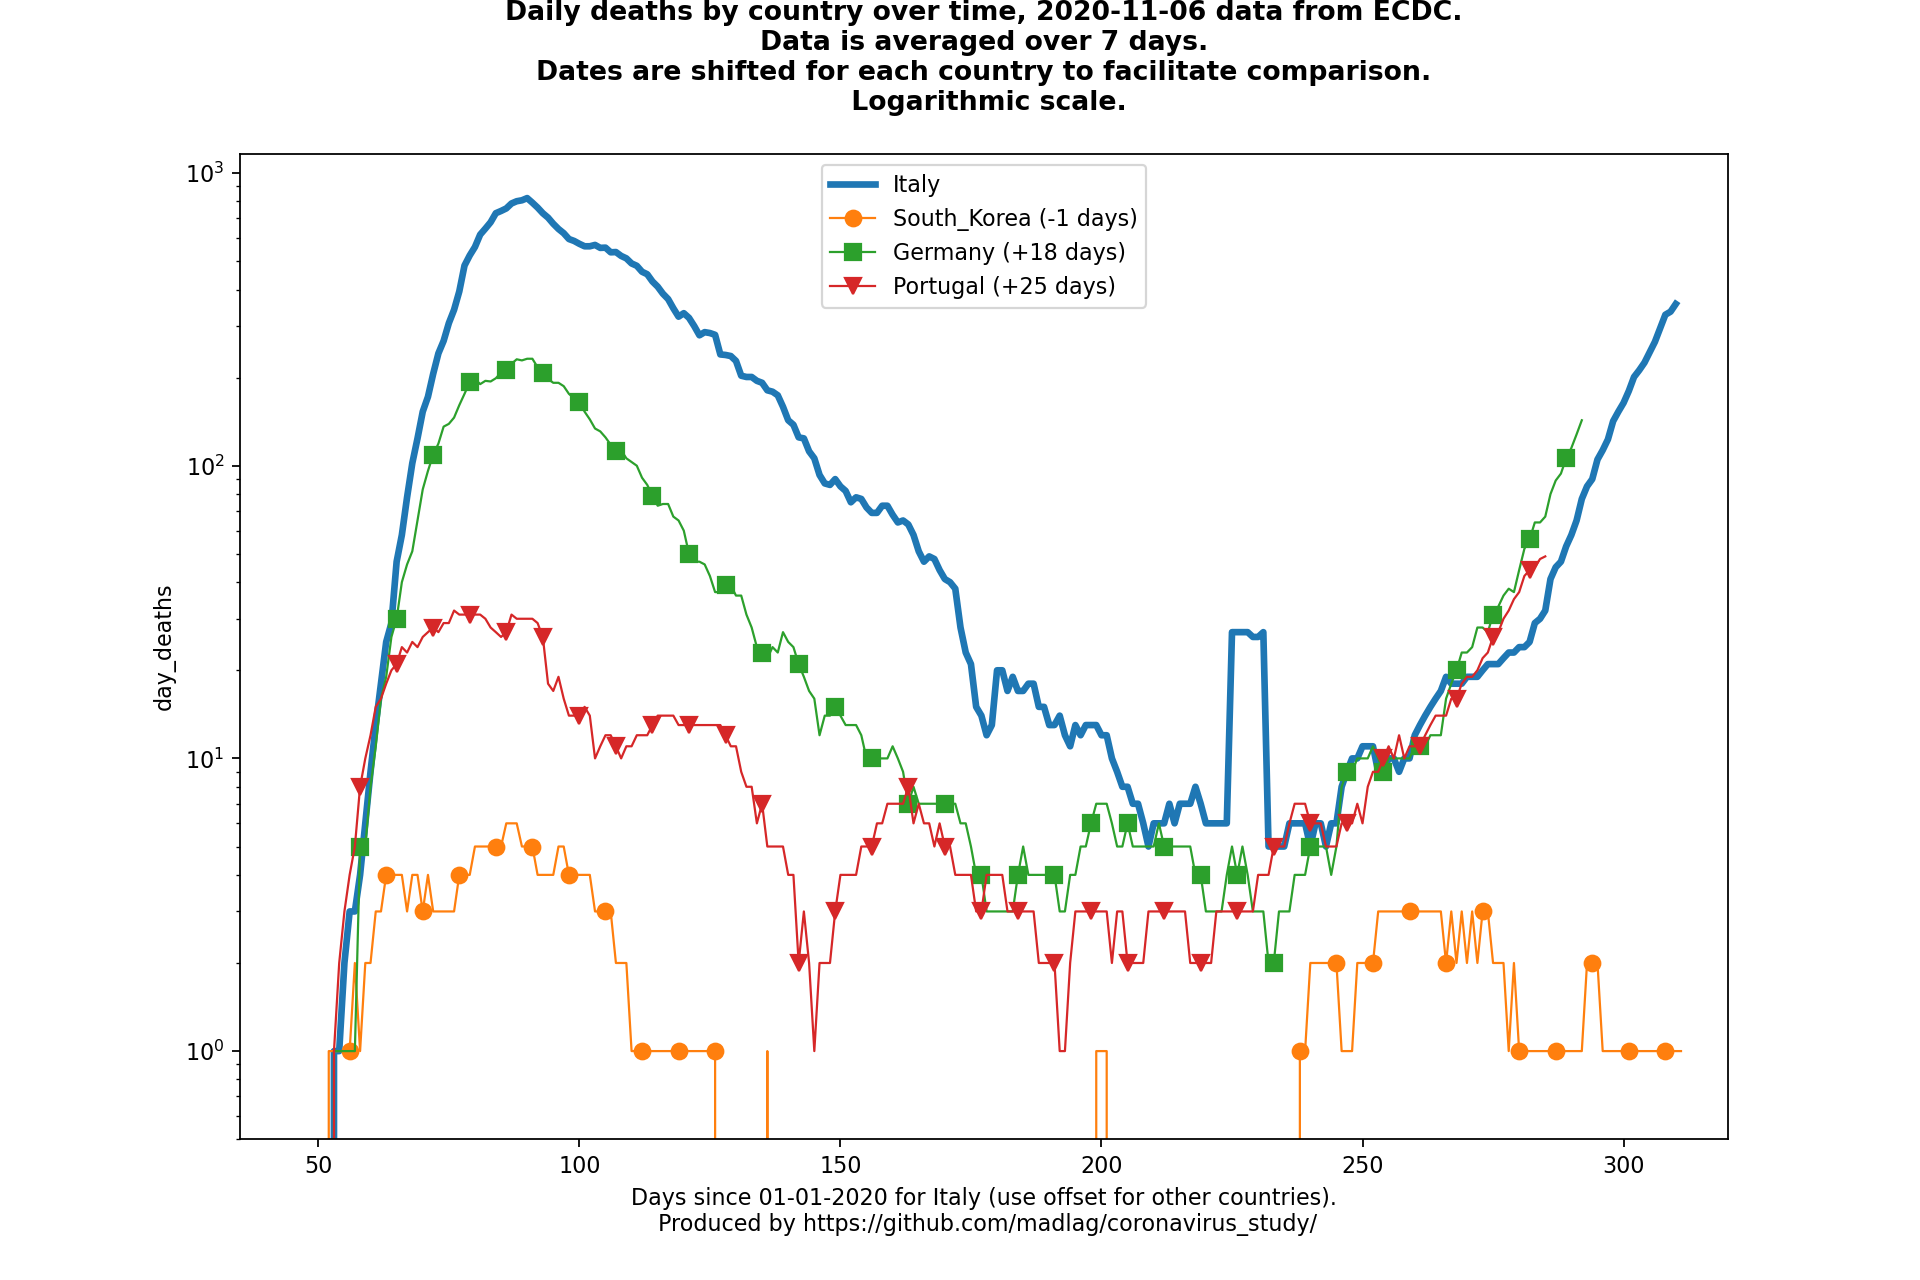 Daily deaths by country over time, 2020-11-06 data from ECDC.
Data is averaged over 7 days.
Dates are shifted for each country to facilitate comparison.
Logarithmic scale.
10³
10²
10¹
10⁰
day_deaths
Italy
South_Korea (-1 days)
Germany (+18 days)
Portugal (+25 days)
50 100 150 200 250 300
Days since 01-01-2020 for Italy (use offset for other countries).
Produced by https://github.com/madlag/coronavirus_study/